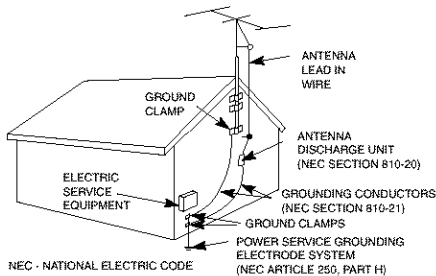 ANTENNA
LEAD IN
WIRE
GROUND
CLAMP
ANTENNA
DISCHARGE UNIT
(NEC SECTION 810-20)
ELECTRIC
SERVICE
EQUIPMENT
GROUNDING CONDUCTORS
(NEC SECTION 810-21)
GROUND CLAMPS
POWER SERVICE GROUNDING
ELECTRODE SYSTEM
(NEC ARTICLE 250, PART H)
NEC - NATIONAL ELECTRIC CODE